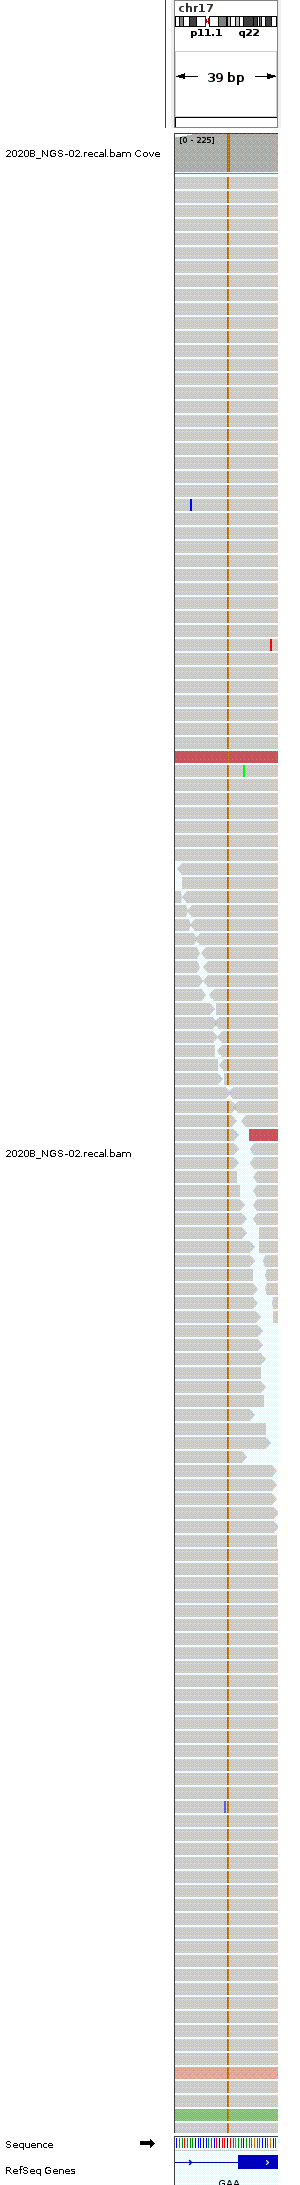 chr17
p11.1 q22
39 bp
[0 - 225]
2020B_NGS-02.recal.bam Cove
2020B_NGS-02.recal.bam
Sequence
RefSeq Genes
GAA